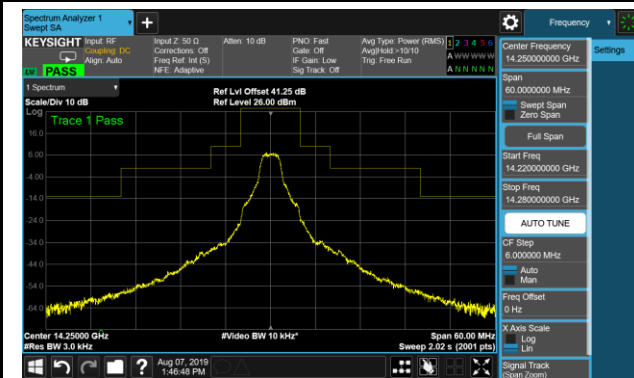 Spectrum Analyzer 1
Swept SA
+
Frequency
KEYSIGHT
Input: RF
Coupling: DC
Align: Auto
Input Z: 50 Ω
Corrections: Off
Freq Ref: Int (S)
NFE: Adaptive
Atten: 10 dB
PNO: Fast
Gate: Off
IF Gain: Low
Sig Track: Off
Avg Type: Power (RMS)
Avg|Hold:>10/10
Trig: Free Run
1 2 3 4 5 6
A W W W W W
A N N N N N
PASS
1 Spectrum
Scale/Div 10 dB
Ref Lvl Offset 41.25 dB
Ref Level 26.00 dBm
Log
Trace 1 Pass
16.0
6.00
-4.00
-14.0
-24.0
-34.0
-44.0
-54.0
-64.0
Center 14.25000 GHz
#Res BW 3.0 kHz
#Video BW 10 kHz*
Span 60.00 MHz
Sweep 2.02 s (2001 pts)
Aug 07, 2019
1:46:48 PM
?
Center Frequency
14.250000000 GHz
Settings
Span
60.0000000 MHz
Swept Span
Zero Span
Full Span
Start Freq
14.220000000 GHz
Stop Freq
14.280000000 GHz
AUTO TUNE
CF Step
6.000000 MHz
Auto
Man
Freq Offset
0 Hz
X Axis Scale
Log
Lin
Signal Track
(Span Zoom)